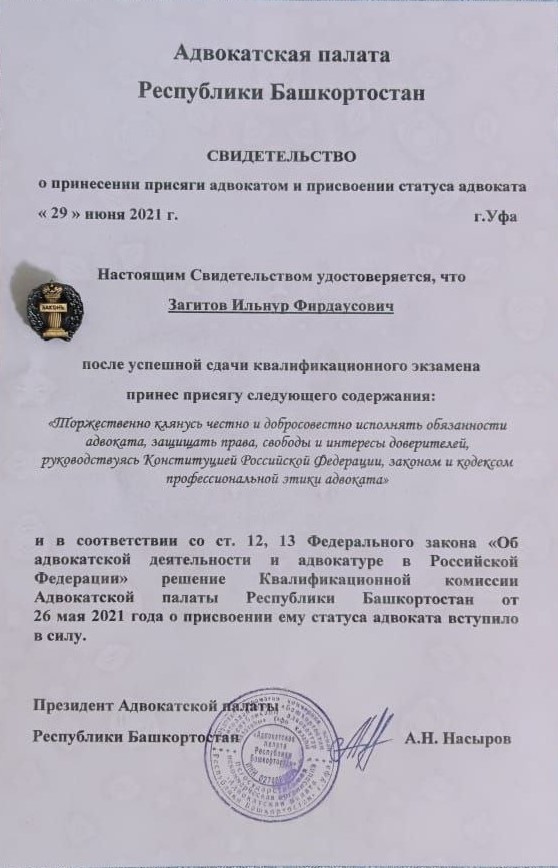 Адвокатская палата
Республики Башкортостан
СВИДЕТЕЛЬСТВО
о принесении присяги адвокатом и присвоении статуса адвоката
« 29 » июня 2021 г. г.Уфа
Настоящим Свидетельством удостоверяется, что
Загитов Ильнур Фирдаусович
ЗАКОНЪ
после успешной сдачи квалификационного экзамена
принес присягу следующего содержания:
«Торжественно клянусь честно и добросовестно исполнять обязанности
адвоката, защищать права, свободы и интересы доверителей,
руководствуясь Конституцией Российской Федерации, законом и кодексом
профессиональной этики адвоката»
и в соответствии со ст. 12, 13 Федерального закона «Об
адвокатской деятельности и адвокатуре в Российской
Федерации» решение Квалификационной комиссии
Адвокатской палаты Республики Башкортостан от
26 мая 2021 года о присвоении ему статуса адвоката вступило
в силу.
Президент Адвокатской палаты
Республики Башкортостан А.Н. Насыров
«Адвокатская
палата
Республики
Башкортостан»